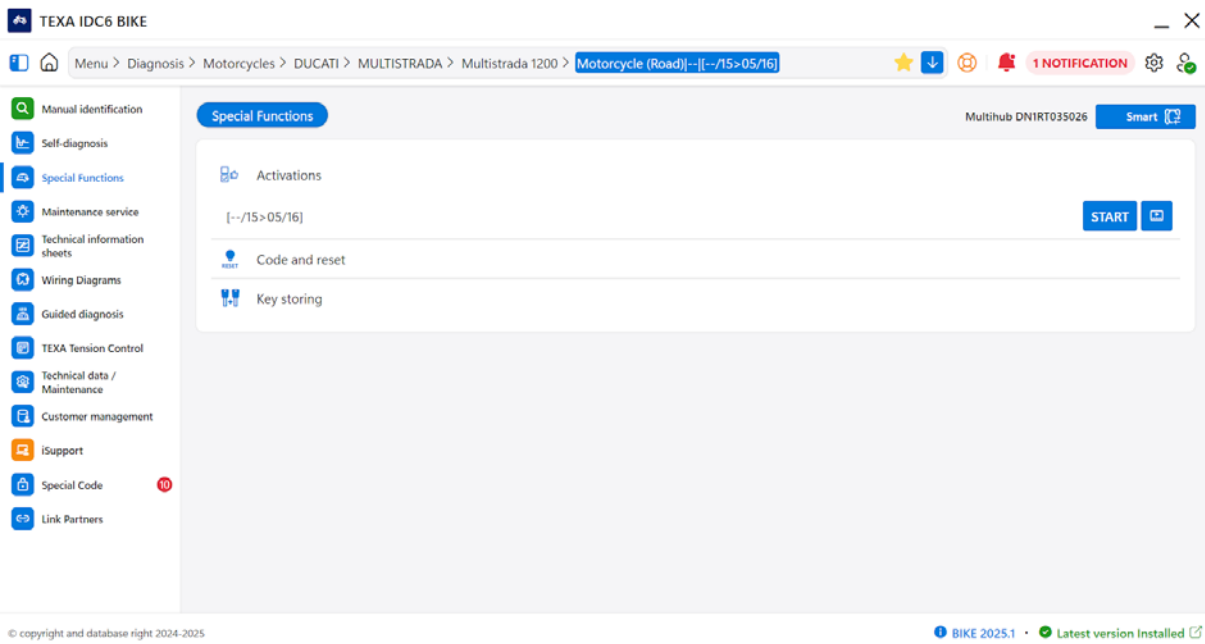 TEXA IDC6 BIKE
Menu > Diagnosis > Motorcycles > DUCATI > MULTISTRADA > Multistrada 1200 > Motorcycle (Road)|--|[--/15>05/16]
1 NOTIFICATION
Manual identification
Self-diagnosis
Special Functions
Maintenance service
Technical information
sheets
Wiring Diagrams
Guided diagnosis
TEXA Tension Control
Technical data /
Maintenance
Customer management
iSupport
Special Code
10
Link Partners
Special Functions
Multihub DN1RT035026
Smart
Activations
[--/15>05/16]
START
RESET
Code and reset
Key storing
© copyright and database right 2024-2025
BIKE 2025.1 • Latest version Installed